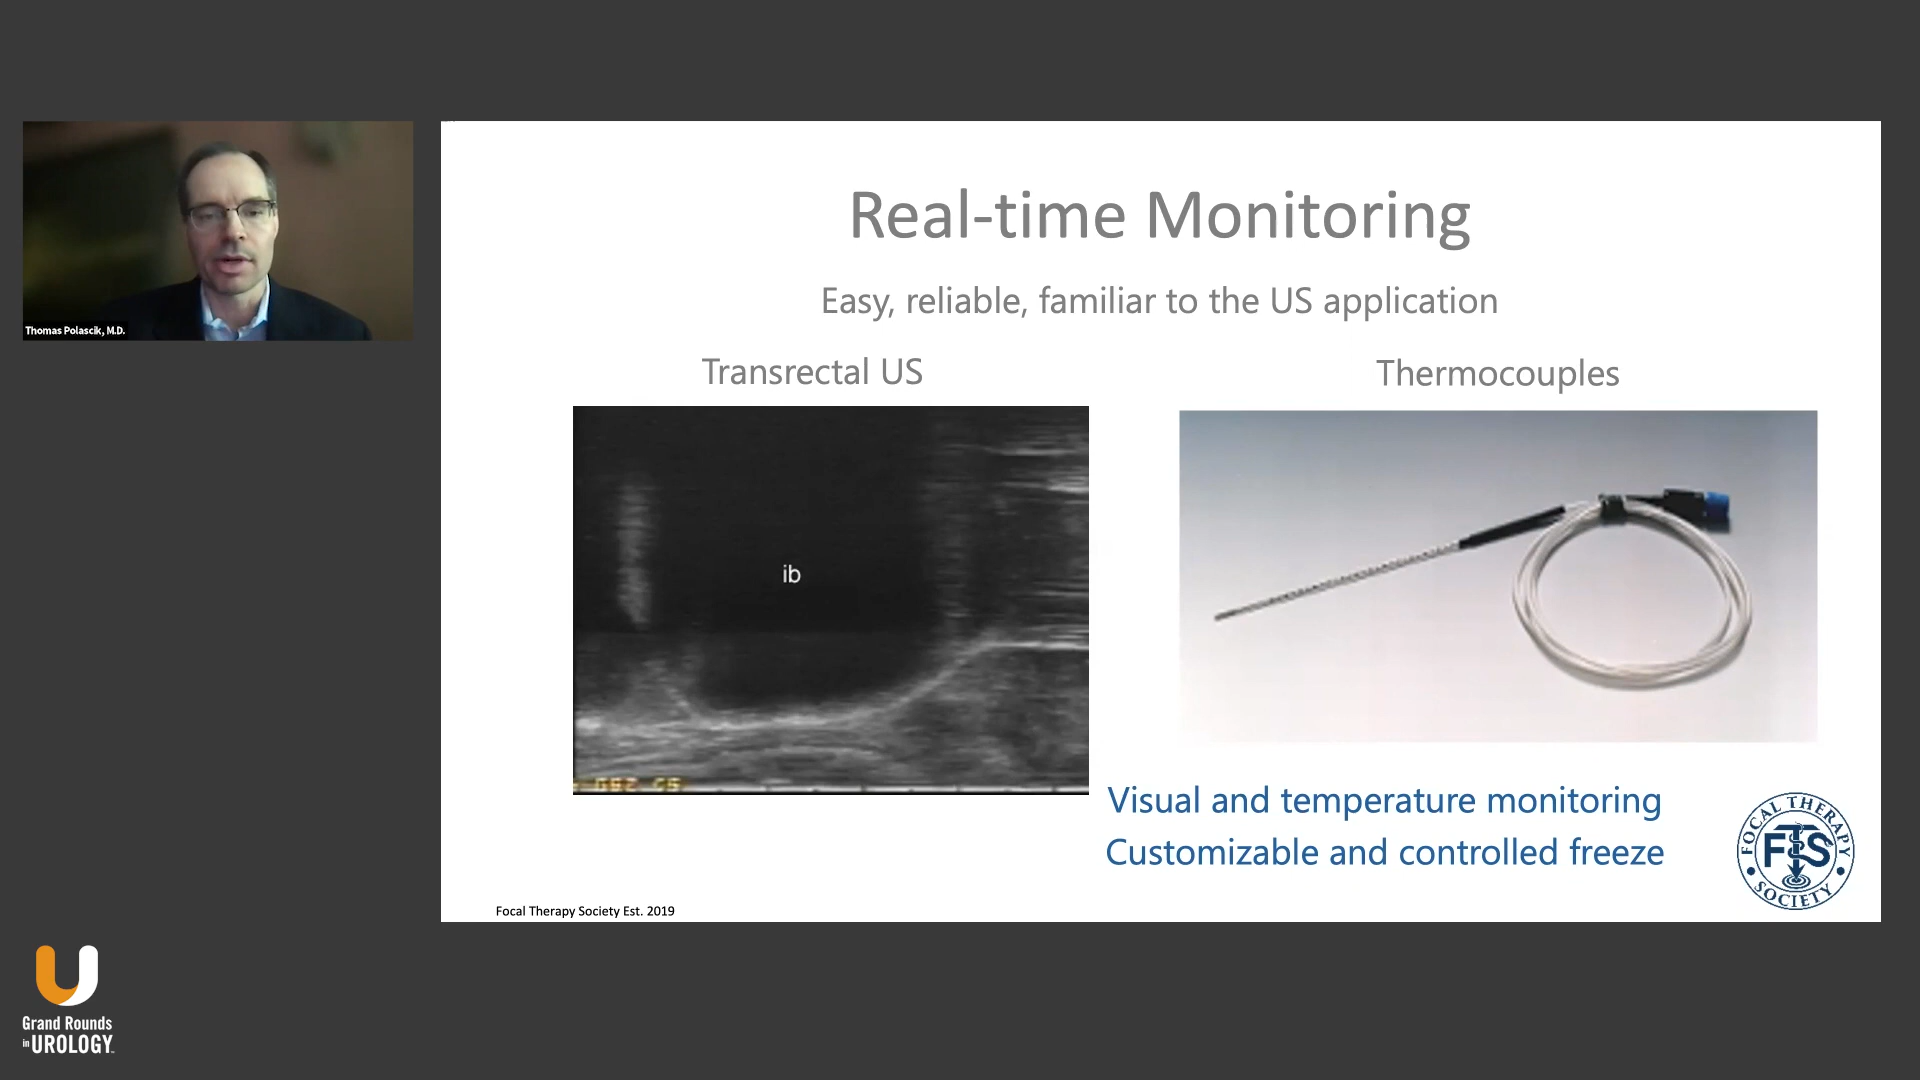 Thomas Polascik, M.D.
Real-time Monitoring
Easy, reliable, familiar to the US application
Transrectal US
Thermocouples
ib
Visual and temperature monitoring
Customizable and controlled freeze
FOCAL THERAPY
FTS
SOCIETY
Focal Therapy Society Est. 2019
Grand Rounds
in UROLOGY